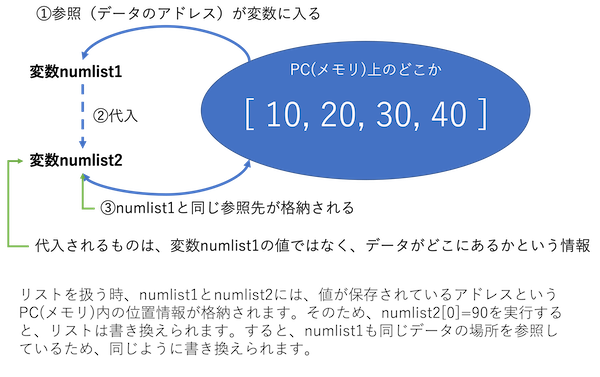 ①参照（データのアドレス）が変数に入る
変数numlist1
PC(メモリ)上のどこか
[ 10, 20, 30, 40 ]
②代入
変数numlist2
③numlist1と同じ参照先が格納される
代入されるものは、変数numlist1の値ではなく、データがどこにあるかという情報
リストを扱う時、numlist1とnumlist2には、値が保存されているアドレスという
PC(メモリ)内の位置情報が格納されます。そのため、numlist2[0]=90を実行する
と、リストは書き換えられます。すると、numlist1も同じデータの場所を参照し
ているため、同じように書き換えられます。